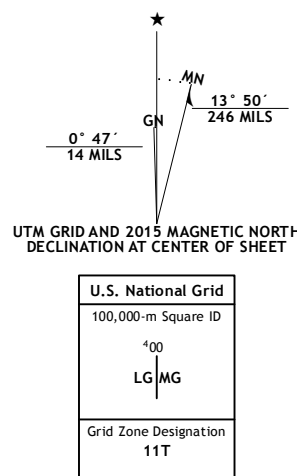 ★
MN
GN
13° 50´
246 MILS
0° 47´
14 MILS
UTM GRID AND 2015 MAGNETIC NORTH
DECLINATION AT CENTER OF SHEET
U.S. National Grid
100,000-m Square ID
⁴00
LG MG
Grid Zone Designation
11T